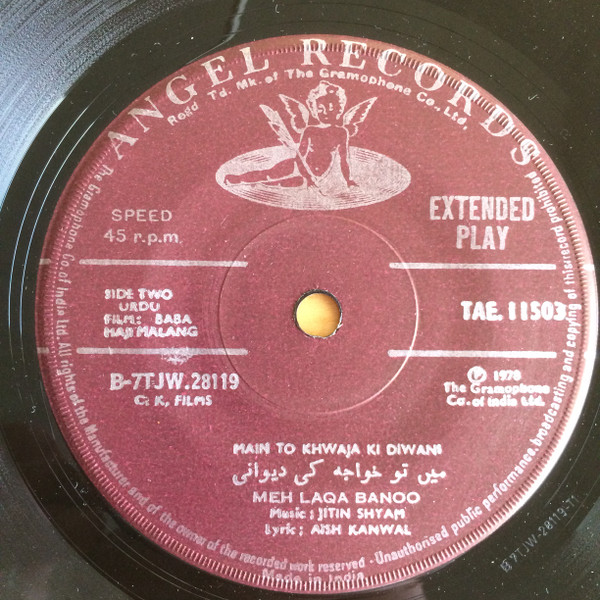 ANGEL RECORDS
Regd Td. Mk. of The Gramophone Co., Ltd.
SPEED
45 r.p.m.
EXTENDED
PLAY
SIDE TWO
URDU
FILM: BABA
HAJI MALANG
TAE. 11503
B-7TJW.28119
C. K, FILMS
℗ 1978
The Gramophone
Co. of India Ltd.
MAIN TO KHWAJA KI DIWANI
میں تو خواجہ کی دیوانی
MEH LAQA BANOO
Music : JITIN SHYAM
Lyric ; AISH KANWAL
The Gramophone Co. of India Ltd. All rights of the Manufacturer and of the owner of the recorded work reserved - Unauthorised public performance, broadcasting and copying of this record prohibited
Made in India